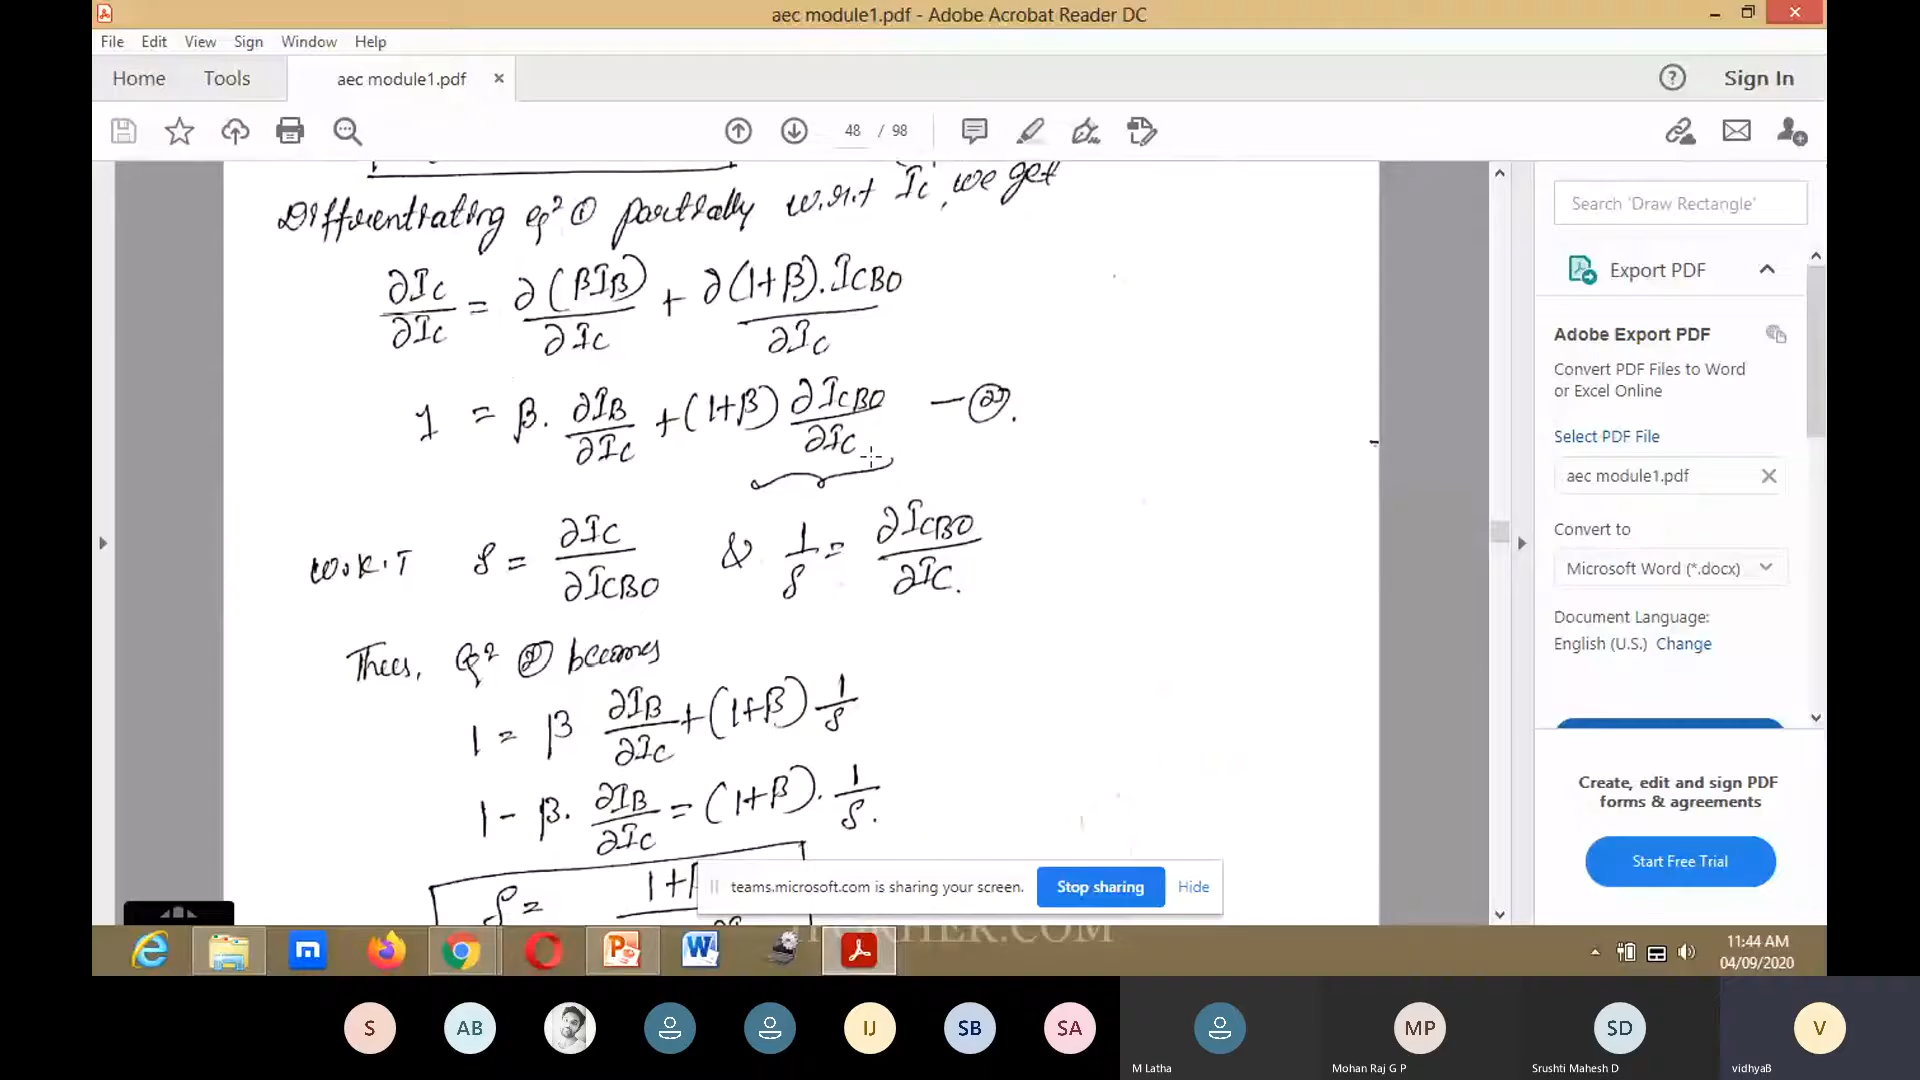 aec module1.pdf - Adobe Acrobat Reader DC
File Edit View Sign Window Help
Home Tools aec module1.pdf × Sign In
48 / 98
Differentiating eqn ① partially w.r.t Ic, we get
∂Ic/∂Ic = ∂(βIB)/∂Ic + ∂(1+β).ICBO/∂Ic
1 = β. ∂IB/∂Ic + (1+β) ∂ICBO/∂Ic — ②.
W.K.T S = ∂Ic/∂ICBO & 1/S = ∂ICBO/∂IC.
Thus, Eqn ② becomes
1 = β ∂IB/∂Ic + (1+β) 1/S
1 - β. ∂IB/∂Ic = (1+β). 1/S.
S = 1+
Search 'Draw Rectangle'
Export PDF
Adobe Export PDF
Convert PDF Files to Word
or Excel Online
Select PDF File
aec module1.pdf
Convert to
Microsoft Word (*.docx)
Document Language:
English (U.S.) Change
Create, edit and sign PDF
forms & agreements
Start Free Trial
teams.microsoft.com is sharing your screen. Stop sharing Hide
11:44 AM
04/09/2020
S AB IJ SB SA MP SD V
M Latha Mohan Raj G P Srushti Mahesh D vidhyaB